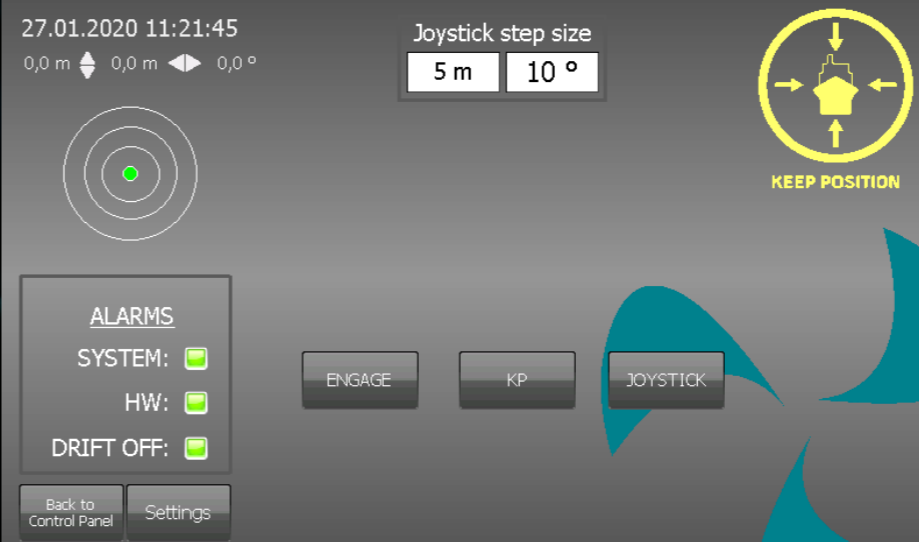 27.01.2020 11:21:45
0,0 m 0,0 m 0,0 °
Joystick step size
5 m 10 °
KEEP POSITION
ALARMS
SYSTEM:
HW:
DRIFT OFF:
ENGAGE
KP
JOYSTICK
Back to
Control Panel
Settings